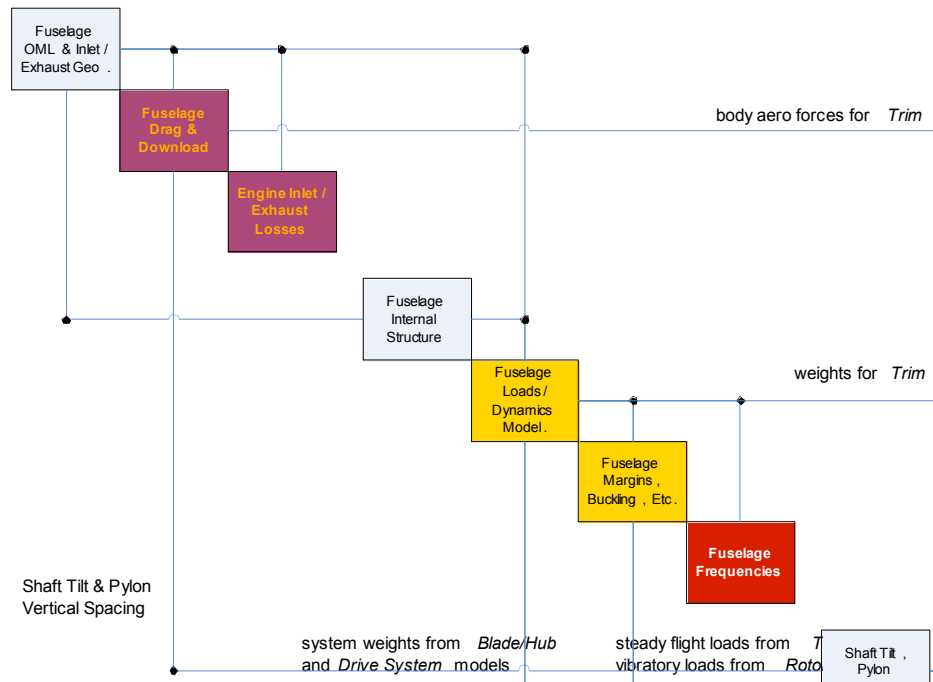 Fuselage
OML & Inlet /
Exhaust Geo .
Fuselage
Drag &
Download
body aero forces for Trim
Engine Inlet /
Exhaust
Losses
Fuselage
Internal
Structure
Fuselage
Loads /
Dynamics
Model .
weights for Trim
Fuselage
Margins ,
Buckling , Etc .
Fuselage
Frequencies
Shaft Tilt & Pylon
Vertical Spacing
system weights from Blade/Hub
and Drive System models
steady flight loads from
vibratory loads from
Shaft Tilt ,
Pylon